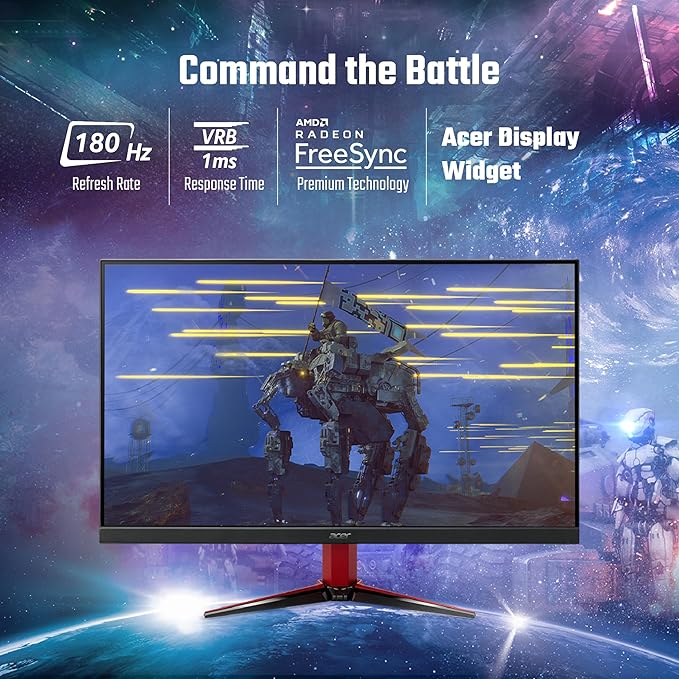 Command the Battle
180 Hz
Refresh Rate
VRB
1ms
Response Time
AMD
RADEON
FreeSync
Premium Technology
Acer Display
Widget
acer